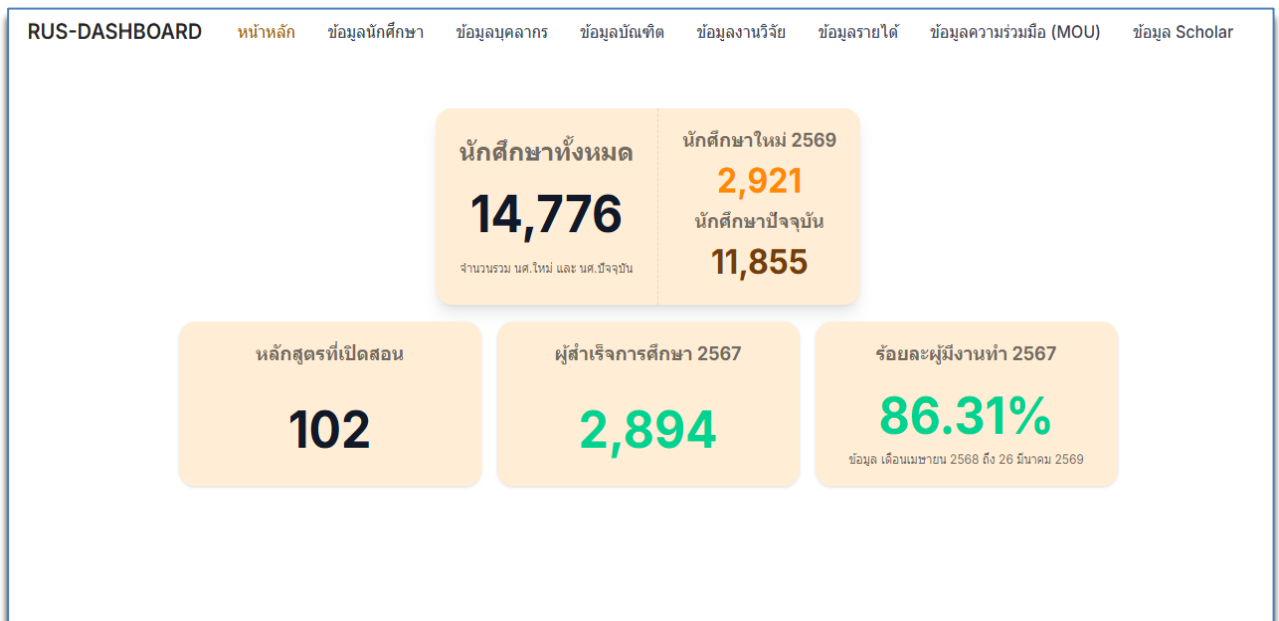 RUS-DASHBOARD หน้าหลัก ข้อมูลนักศึกษา ข้อมูลบุคลากร ข้อมูลบัณฑิต ข้อมูลงานวิจัย ข้อมูลรายได้ ข้อมูลความร่วมมือ (MOU) ข้อมูล Scholar
นักศึกษาทั้งหมด
14,776
จำนวนรวม นศ.ใหม่ และ นศ.ปัจจุบัน
นักศึกษาใหม่ 2569
2,921
นักศึกษาปัจจุบัน
11,855
หลักสูตรที่เปิดสอน
102
ผู้สำเร็จการศึกษา 2567
2,894
ร้อยละผู้มีงานทำ 2567
86.31%
ข้อมูล เดือนเมษายน 2568 ถึง 26 มีนาคม 2569